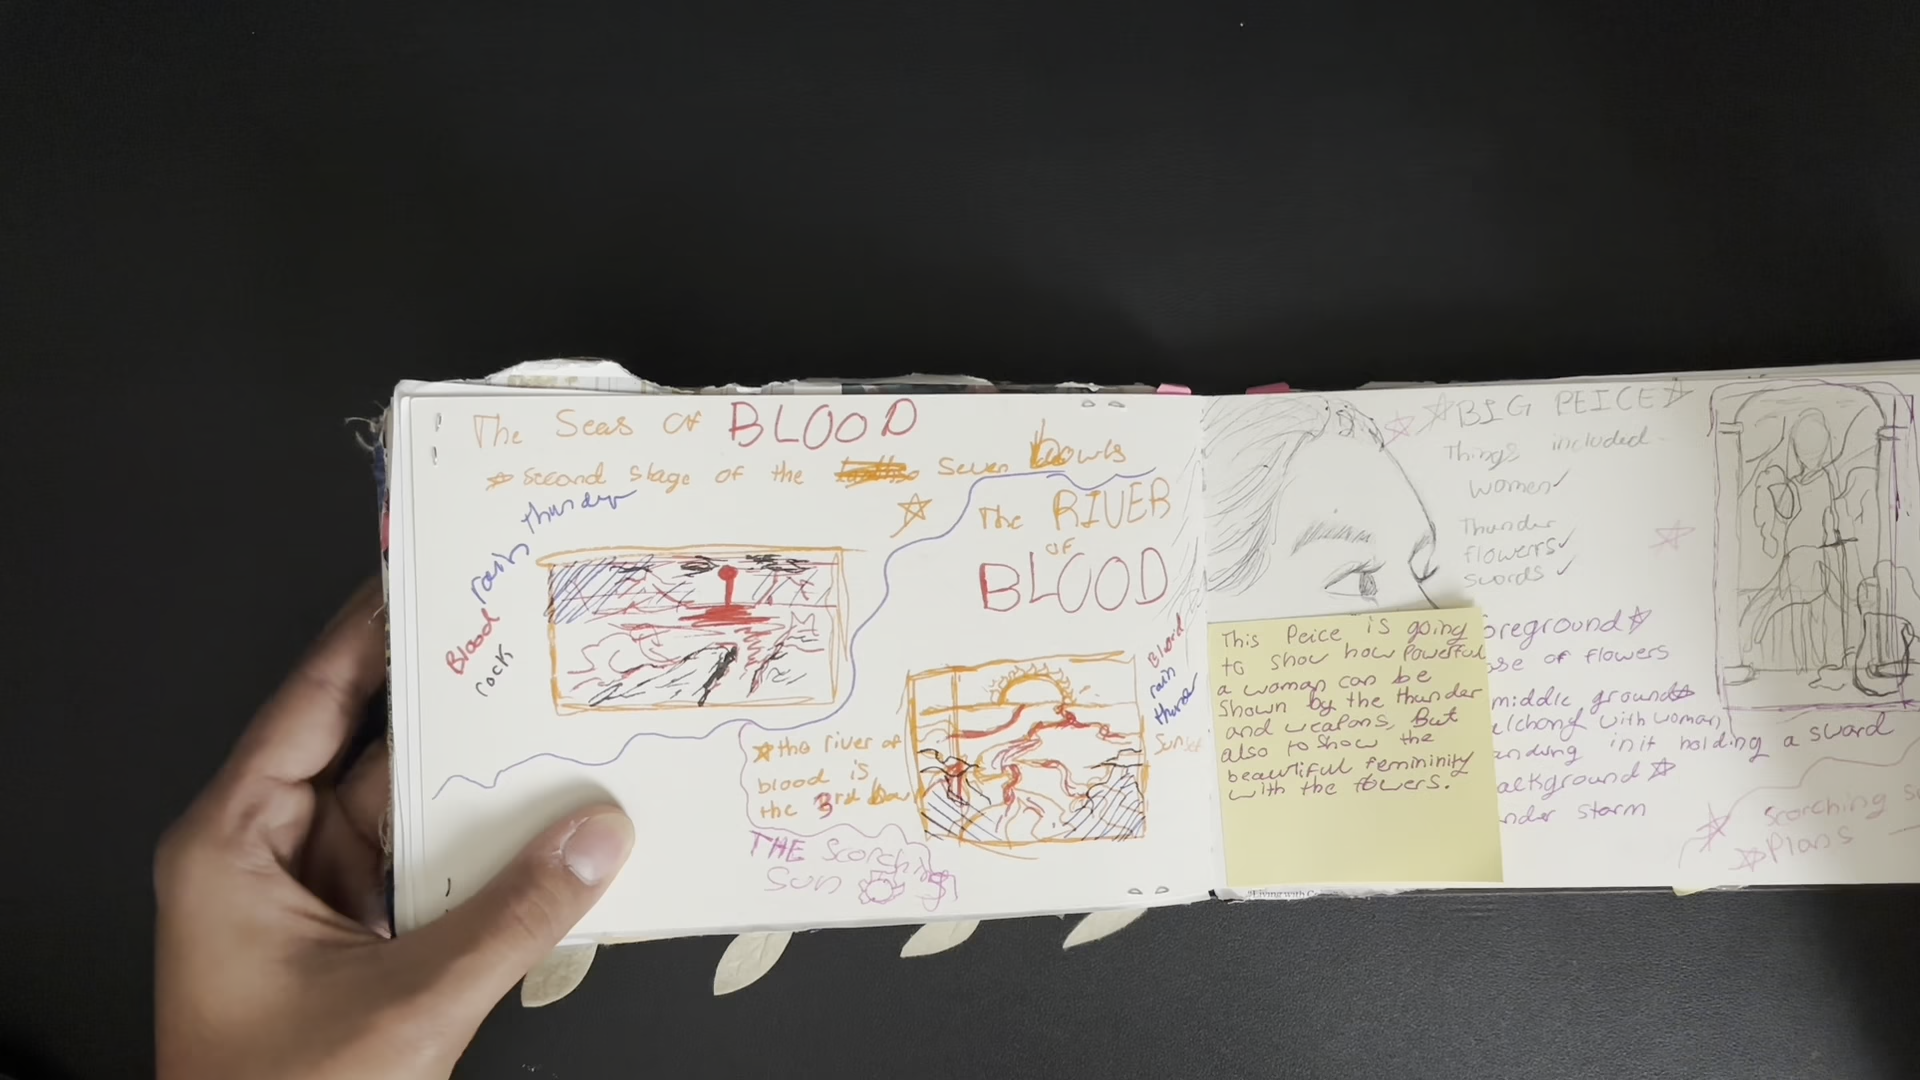 The Seas of BLOOD
second stage of the seven bowls
Blood rain thunder
rock
The RIVER
OF
BLOOD
Blood
rain
thunder
Sunset
the river of
blood is
the 3rd
THE Scorching
Sun
BIG PEICE
Things included
women✓
Thunder
flowers✓
swords ✓
This Peice is going
to show how Powerful
a woman can be
shown by the thunder
and weapons, But
also to show the
beautiful femininity
with the flowers.
oreground
se of flowers
middle ground
with woman
anding in it holding a sword
ackground
nder storm
Scorching
Plans